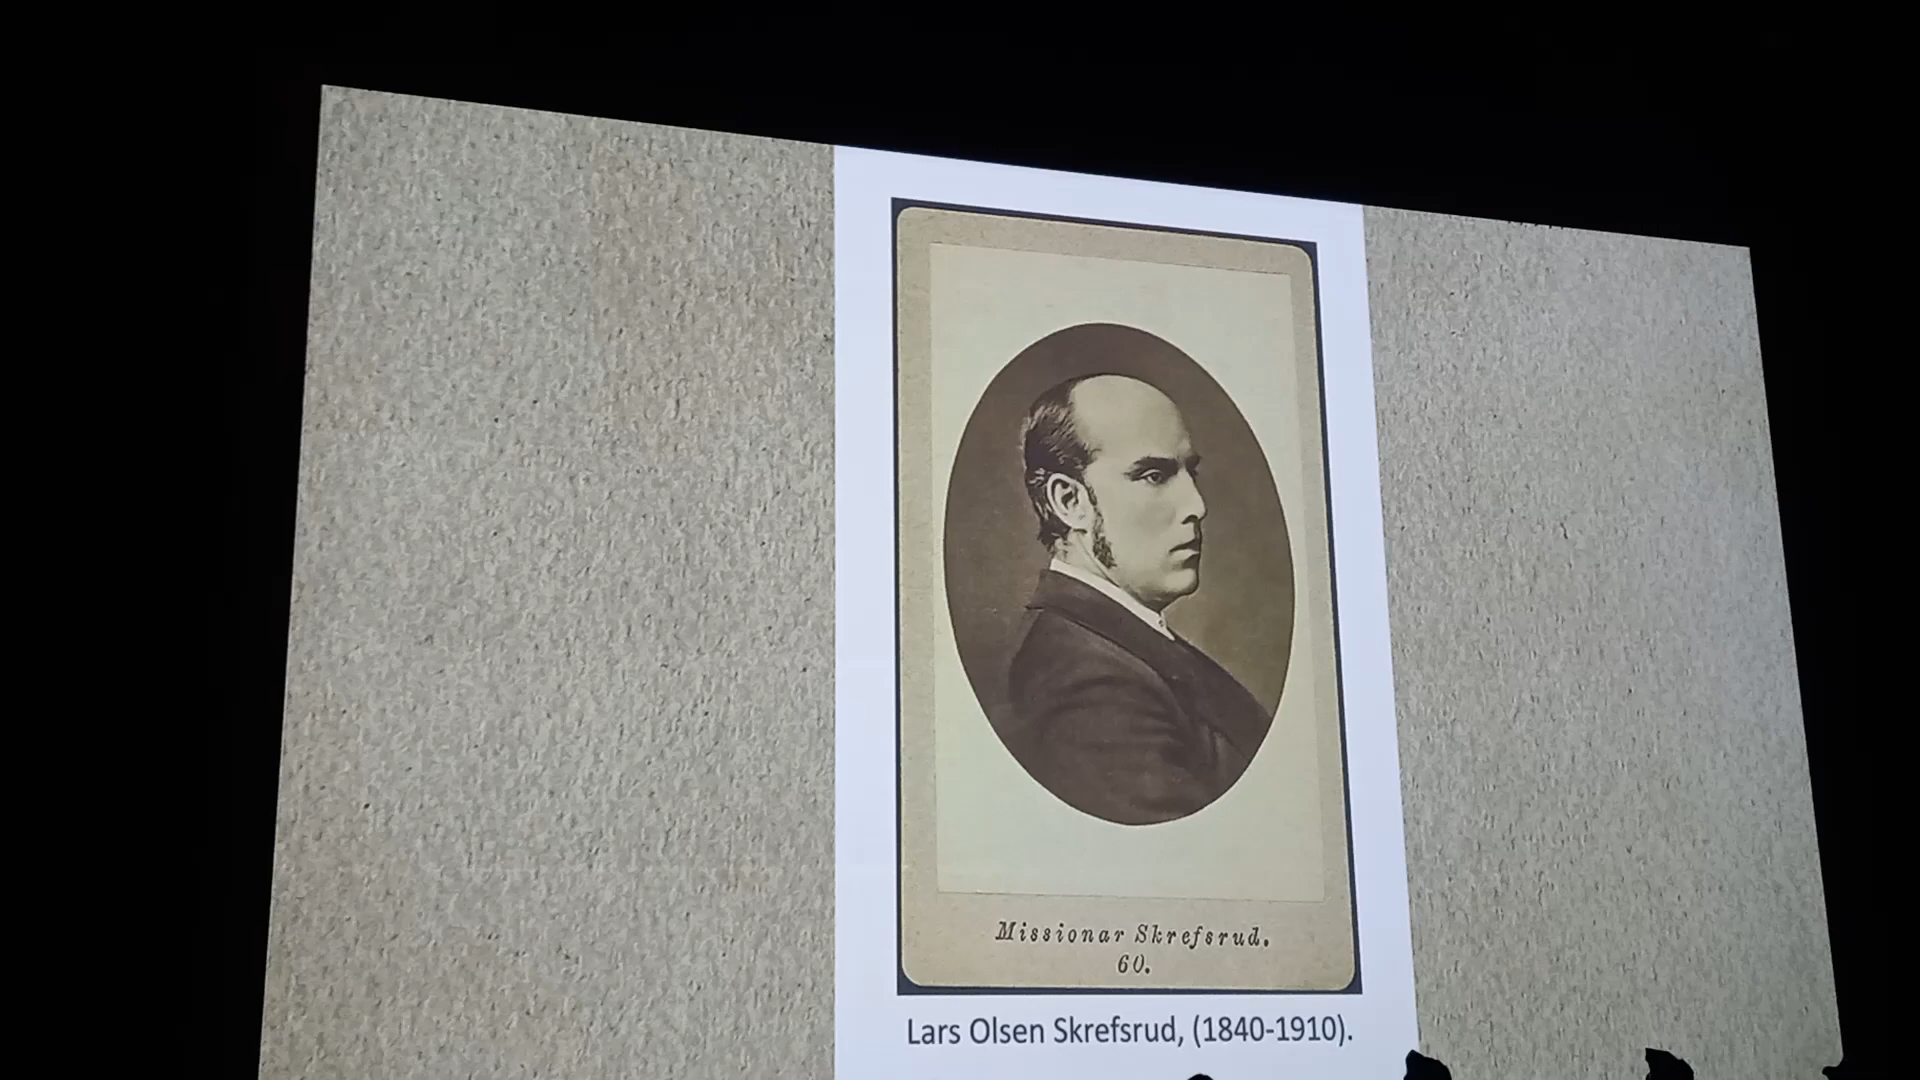 Missionar Skrefsrud.
60.
Lars Olsen Skrefsrud, (1840-1910).